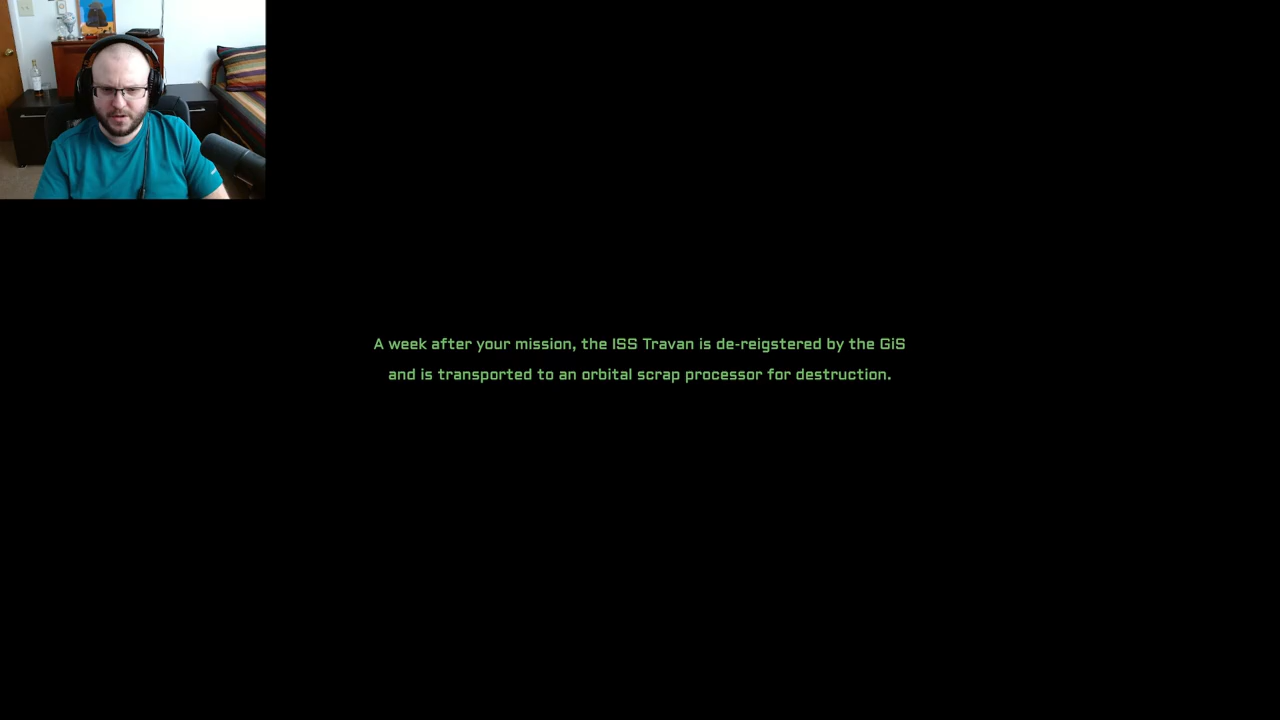 A week after your mission, the ISS Travan is de-reigstered by the GiS
and is transported to an orbital scrap processor for destruction.